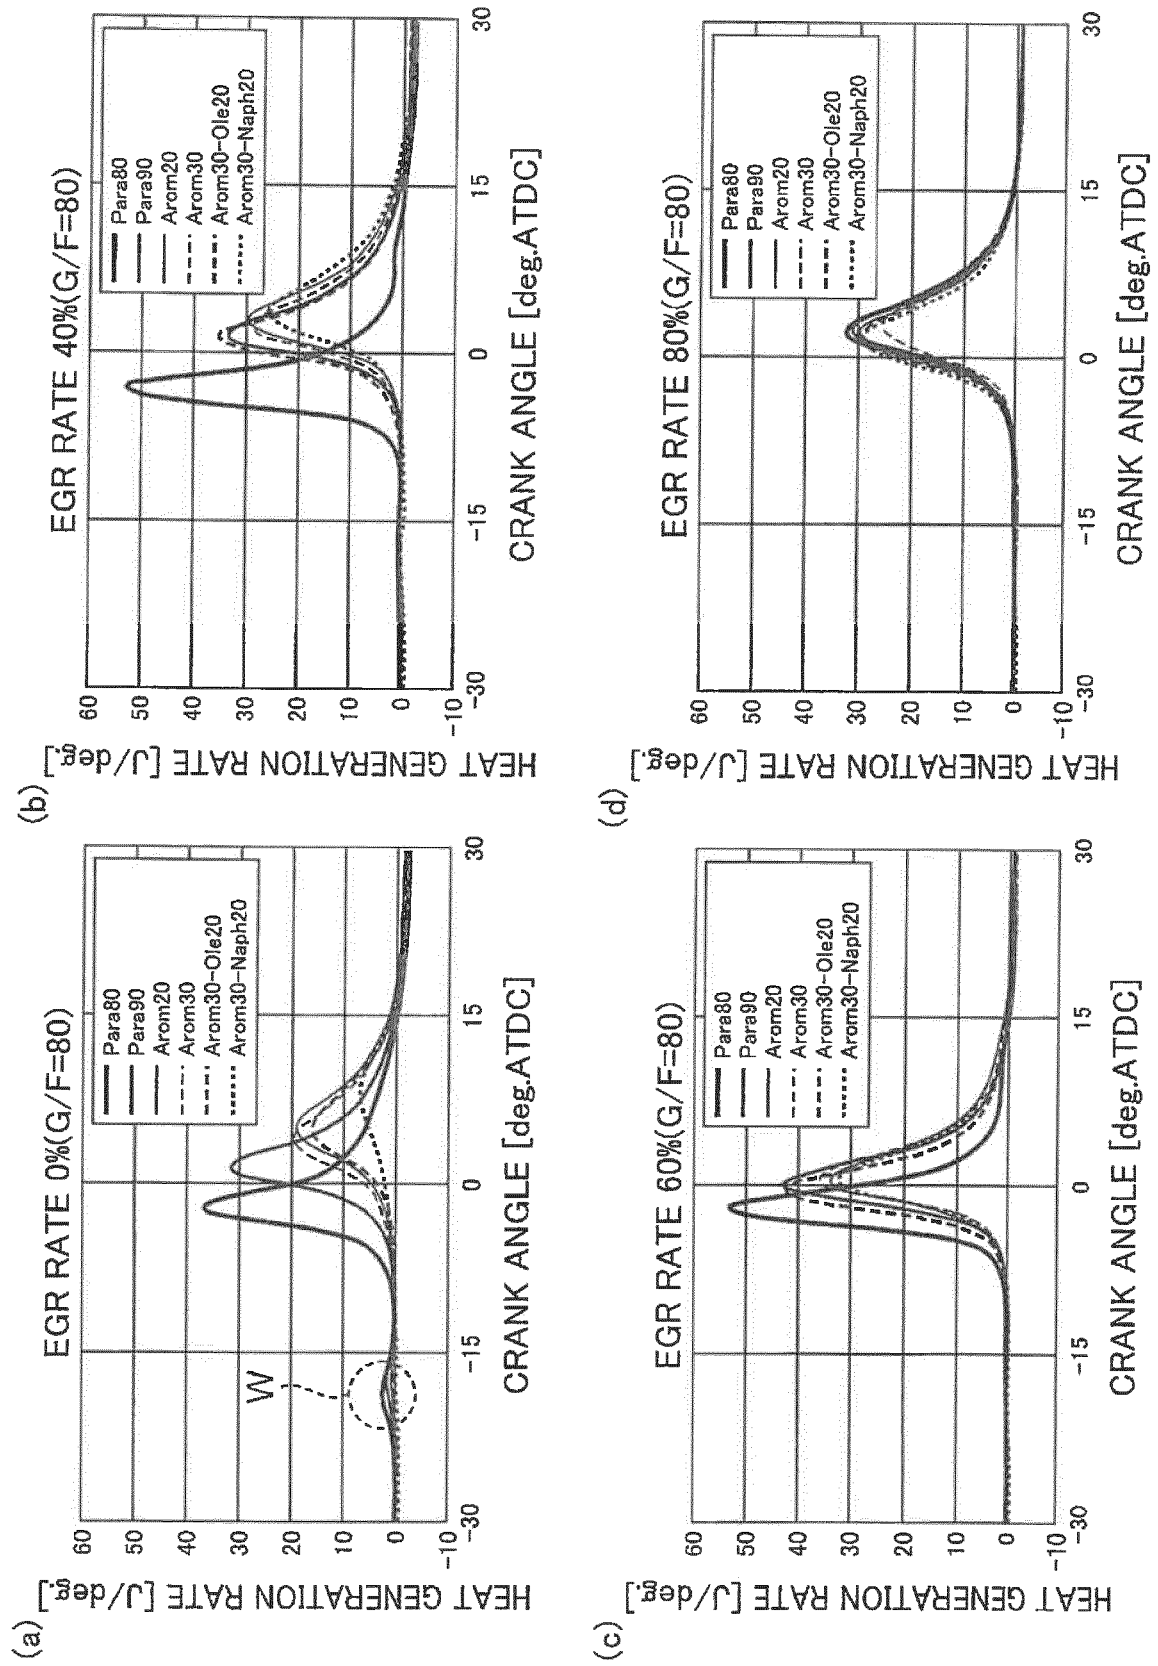 (a)
EGR RATE 0%(G/F=80)
HEAT GENERATION RATE [J/deg.]
60
50
40
30
20
10
0
-10
Para80
Para90
Arom20
Arom30
Arom30-Ole20
Arom30-Naph20
W
-30
-15
0
15
30
CRANK ANGLE [deg.ATDC]
(b)
EGR RATE 40%(G/F=80)
HEAT GENERATION RATE [J/deg.]
60
50
40
30
20
10
0
-10
Para80
Para90
Arom20
Arom30
Arom30-Ole20
Arom30-Naph20
-30
-15
0
15
30
CRANK ANGLE [deg.ATDC]
(c)
EGR RATE 60%(G/F=80)
HEAT GENERATION RATE [J/deg.]
60
50
40
30
20
10
0
-10
Para80
Para90
Arom20
Arom30
Arom30-Ole20
Arom30-Naph20
-30
-15
0
15
30
CRANK ANGLE [deg.ATDC]
(d)
EGR RATE 80%(G/F=80)
HEAT GENERATION RATE [J/deg.]
60
50
40
30
20
10
0
-10
Para80
Para90
Arom20
Arom30
Arom30-Ole20
Arom30-Naph20
-30
-15
0
15
30
CRANK ANGLE [deg.ATDC]